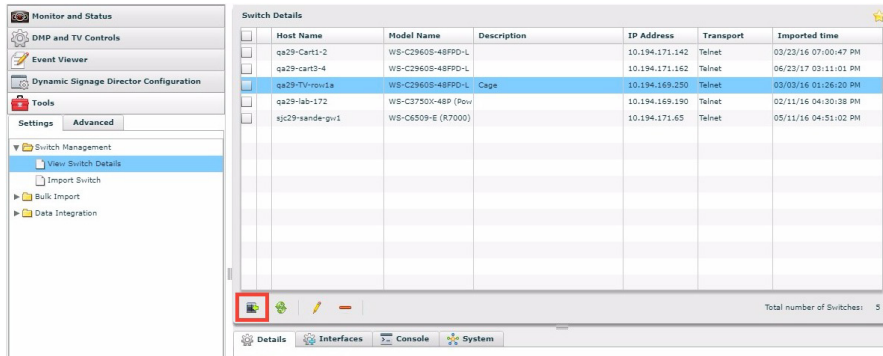 Monitor and Status
DMP and TV Controls
Event Viewer
Dynamic Signage Director Configuration
Tools
Settings Advanced
Switch Management
View Switch Details
Import Switch
Bulk Import
Data Integration
Switch Details
Host Name Model Name Description IP Address Transport Imported time
qa29-Cart1-2 WS-C2960S-48FPD-L 10.194.171.142 Telnet 03/23/16 07:00:47 PM
qa29-cart3-4 WS-C2960S-48FPD-L 10.194.171.162 Telnet 06/23/17 03:11:01 PM
qa29-TV-row1a WS-C2960S-48FPD-L Cage 10.194.169.250 Telnet 03/03/16 01:26:20 PM
qa29-lab-172 WS-C3750X-48P (Pow 10.194.169.190 Telnet 02/11/16 04:30:38 PM
sjc29-sande-gw1 WS-C6509-E (R7000) 10.194.171.65 Telnet 05/11/16 04:51:02 PM
Total number of Switches: 5
Details Interfaces Console System